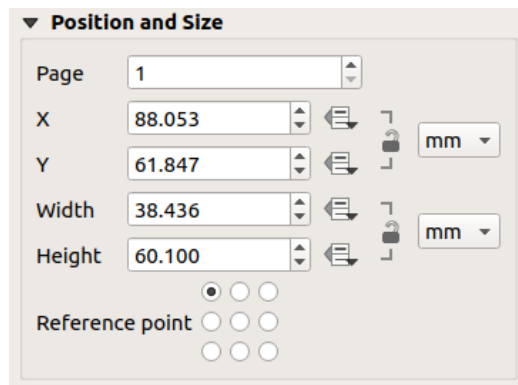 Position and Size
Page 1
X 88.053
mm
Y 61.847
Width 38.436
mm
Height 60.100
Reference point